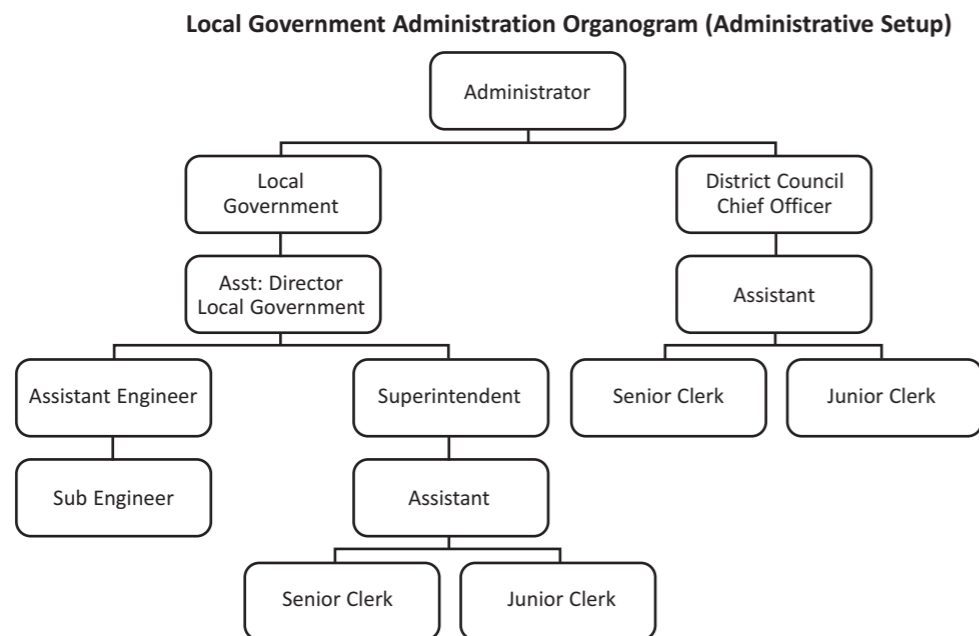 Local Government Administration Organogram (Administrative Setup)
Administrator
Local
Government
District Council
Chief Officer
Asst: Director
Local Government
Assistant
Assistant Engineer
Superintendent
Senior Clerk
Junior Clerk
Sub Engineer
Assistant
Senior Clerk
Junior Clerk